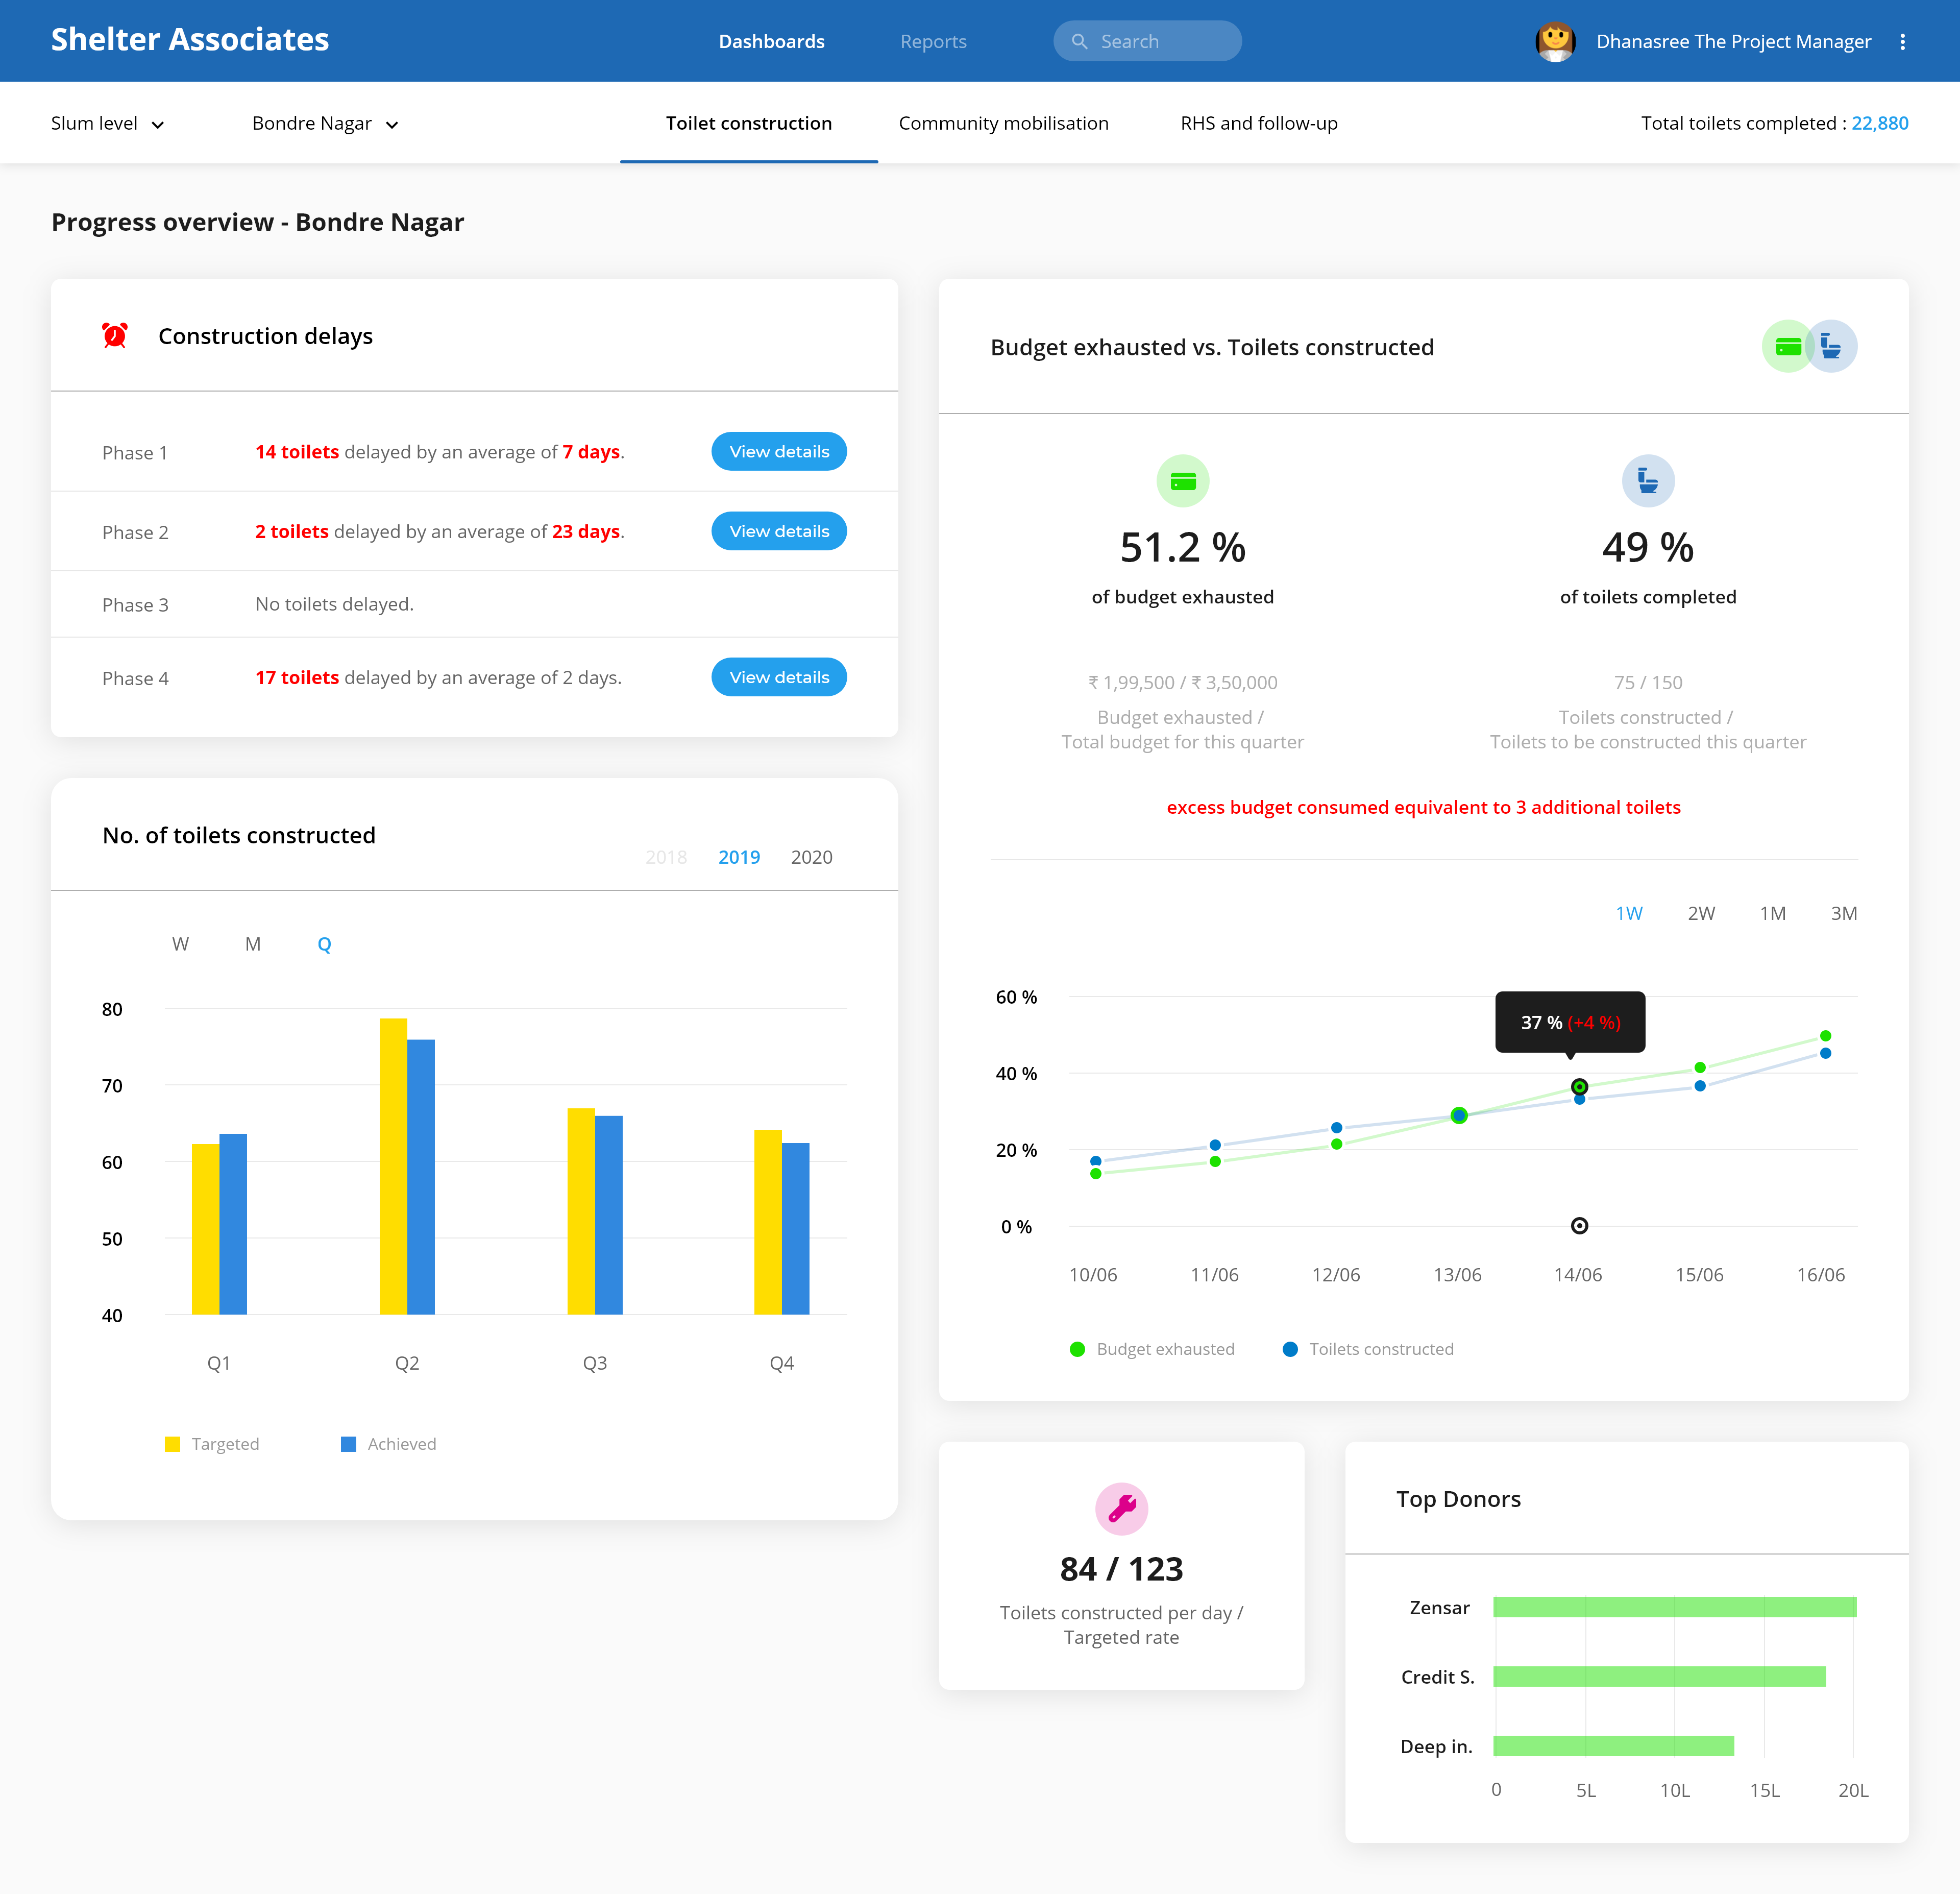 Shelter Associates
Dashboards
Reports
Search
Dhanasree The Project Manager
Slum level
Bondre Nagar
Toilet construction
Community mobilisation
RHS and follow-up
Total toilets completed : 22,880
Progress overview - Bondre Nagar
Construction delays
Phase 1
14 toilets delayed by an average of 7 days.
View details
Phase 2
2 toilets delayed by an average of 23 days.
View details
Phase 3
No toilets delayed.
Phase 4
17 toilets delayed by an average of 2 days.
View details
No. of toilets constructed
2018 2019 2020
W M Q
80
70
60
50
40
Q1 Q2 Q3 Q4
Targeted
Achieved
Budget exhausted vs. Toilets constructed
51.2 %
of budget exhausted
₹ 1,99,500 / ₹ 3,50,000
Budget exhausted /
Total budget for this quarter
49 %
of toilets completed
75 / 150
Toilets constructed /
Toilets to be constructed this quarter
excess budget consumed equivalent to 3 additional toilets
1W 2W 1M 3M
60 %
40 %
20 %
0 %
37 % (+4 %)
10/06 11/06 12/06 13/06 14/06 15/06 16/06
Budget exhausted
Toilets constructed
84 / 123
Toilets constructed per day /
Targeted rate
Top Donors
Zensar
Credit S.
Deep in.
0 5L 10L 15L 20L